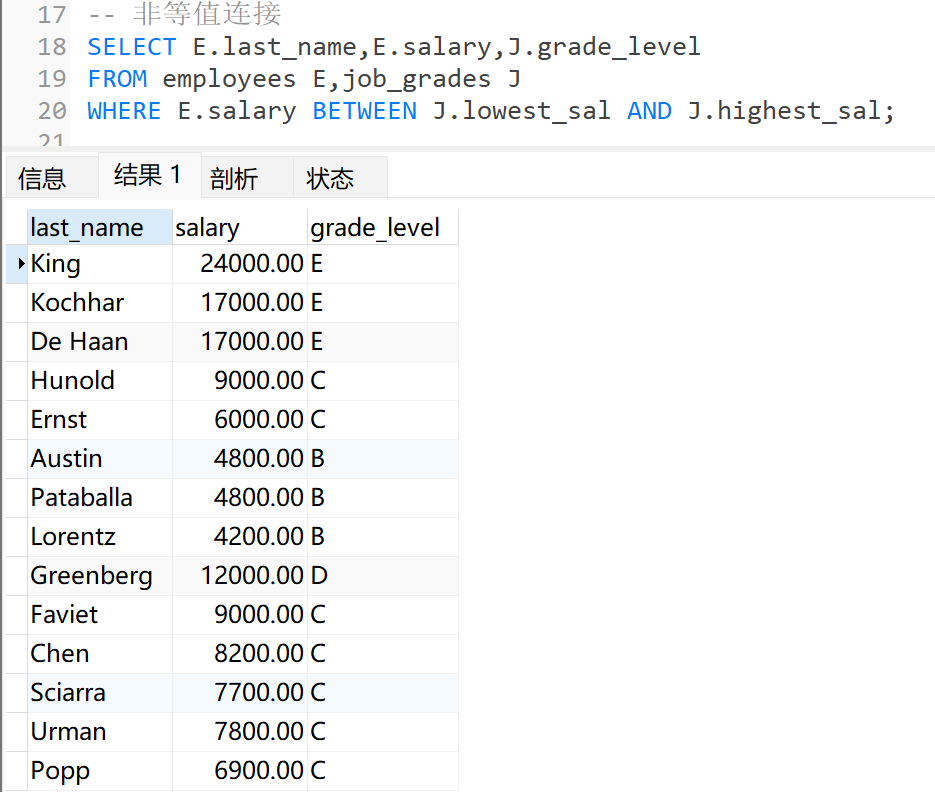 17 -- 非等值连接
18 SELECT E.last_name,E.salary,J.grade_level
19 FROM employees E,job_grades J
20 WHERE E.salary BETWEEN J.lowest_sal AND J.highest_sal;
21
信息 结果 1 剖析 状态
last_name salary grade_level
King 24000.00 E
Kochhar 17000.00 E
De Haan 17000.00 E
Hunold 9000.00 C
Ernst 6000.00 C
Austin 4800.00 B
Pataballa 4800.00 B
Lorentz 4200.00 B
Greenberg 12000.00 D
Faviet 9000.00 C
Chen 8200.00 C
Sciarra 7700.00 C
Urman 7800.00 C
Popp 6900.00 C